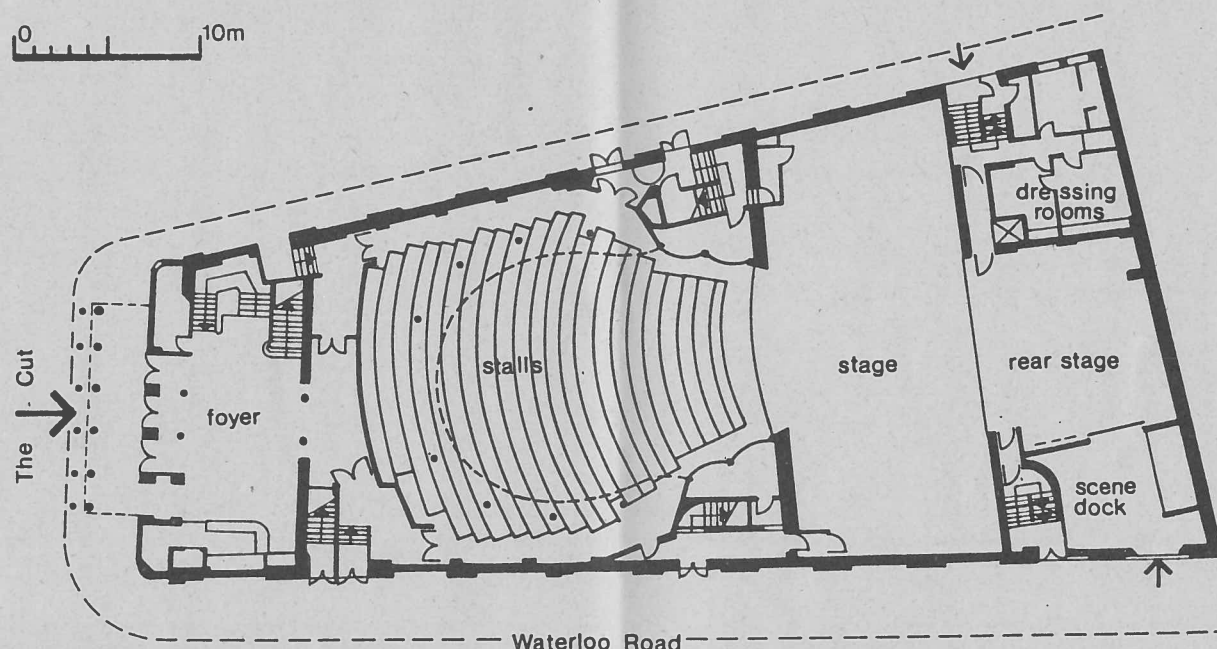 0 10m
dressing
rooms
stalls
stage
rear stage
foyer
The Cut
scene
dock
Waterloo Road